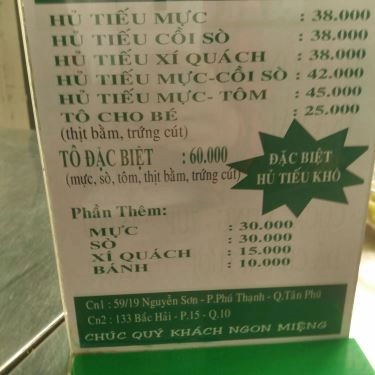 HỦ TIẾU MỰC : 38.000
HỦ TIẾU CỒI SÒ : 38.000
HỦ TIẾU XÍ QUÁCH : 38.000
HỦ TIẾU MỰC-CỒI SÒ : 42.000
HỦ TIẾU MỰC- TÔM : 45.000
TÔ CHO BÉ : 25.000
(thịt bằm, trứng cút)
TÔ ĐẶC BIỆT : 60.000
(mực, sò, tôm, thịt bằm, trứng cút)
ĐẶC BIỆT
HỦ TIẾU KHÔ
Phần Thêm:
MỰC : 30.000
SÒ : 30.000
XÍ QUÁCH : 15.000
BÁNH : 10.000
Cn1 : 59/19 Nguyễn Sơn - P.Phú Thạnh - Q.Tân Phú
Cn2 : 133 Bắc Hải - P.15 - Q.10
CHÚC QUÝ KHÁCH NGON MIỆNG